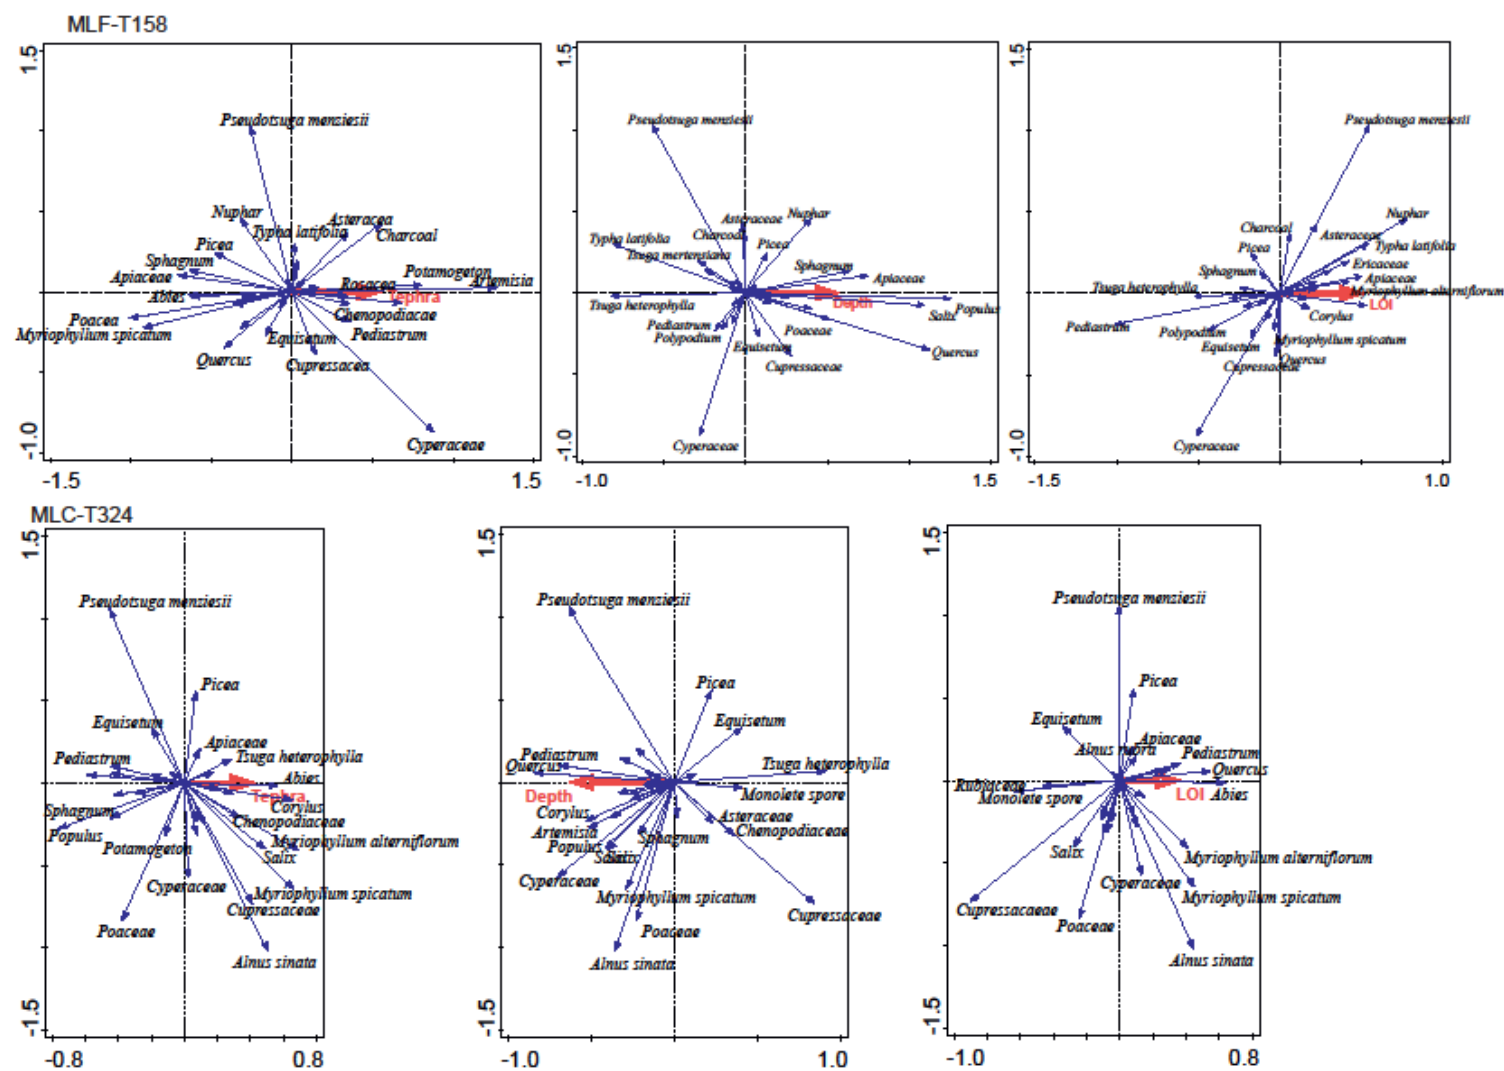 MLF-T158
1.5
Pseudotsuga menziesii
Nuphar
Asteracea
Typha latifolia
Charcoal
Picea
Sphagnum
Apiaceae
Potamogeton
Rosacea
Artemisia
Abies
Tephra
Poacea
Chenopodiacae
Myriophyllum spicatum
Equisetum
Pediastrum
Quercus
Cupressacea
Cyperaceae
-1.0
-1.5
1.5
1.5
Pseudotsuga menziesii
Asteraceae
Nuphar
Typha latifolia
Charcoal
Tsuga mertensiana
Picea
Sphagnum
Apiaceae
Tsuga heterophylla
Depth
Populus
Salix
Pediastrum
Poaceae
Polypodium
Equisetum
Quercus
Cupressaceae
Cyperaceae
-1.0
-1.0
1.5
1.5
Pseudotsuga menziesii
Nuphar
Charcoal
Asteraceae
Picea
Typha latifolia
Sphagnum
Ericaceae
Apiaceae
Tsuga heterophylla
Myriophyllum alterniflorum
LOI
Corylus
Pediastrum
Polypodium
Equisetum
Myriophyllum spicatum
Cupressaceae
Quercus
Cyperaceae
-1.0
-1.5
1.0
MLC-T324
1.5
Pseudotsuga menziesii
Picea
Equisetum
Apiaceae
Pediastrum
Tsuga heterophylla
Abies
Tephra
Sphagnum
Corylus
Chenopodiaceae
Populus
Potamogeton
Myriophyllum alterniflorum
Salix
Cyperaceae
Myriophyllum spicatum
Cupressaceae
Poaceae
Alnus sinata
-1.5
-0.8
0.8
1.5
Pseudotsuga menziesii
Picea
Equisetum
Pediastrum
Quercus
Tsuga heterophylla
Depth
Monolete spore
Corylus
Asteraceae
Artemisia
Chenopodiaceae
Populus
Sphagnum
Salix
Cyperaceae
Myriophyllum spicatum
Cupressaceae
Poaceae
Alnus sinata
-1.5
-1.0
1.0
1.5
Pseudotsuga menziesii
Picea
Equisetum
Apiaceae
Alnus rubra
Pediastrum
Quercus
Rubiaceae
Monolete spore
LOI
Abies
Salix
Myriophyllum alterniflorum
Cyperaceae
Myriophyllum spicatum
Cupressacaeae
Poaceae
Alnus sinata
-1.5
-1.0
0.8